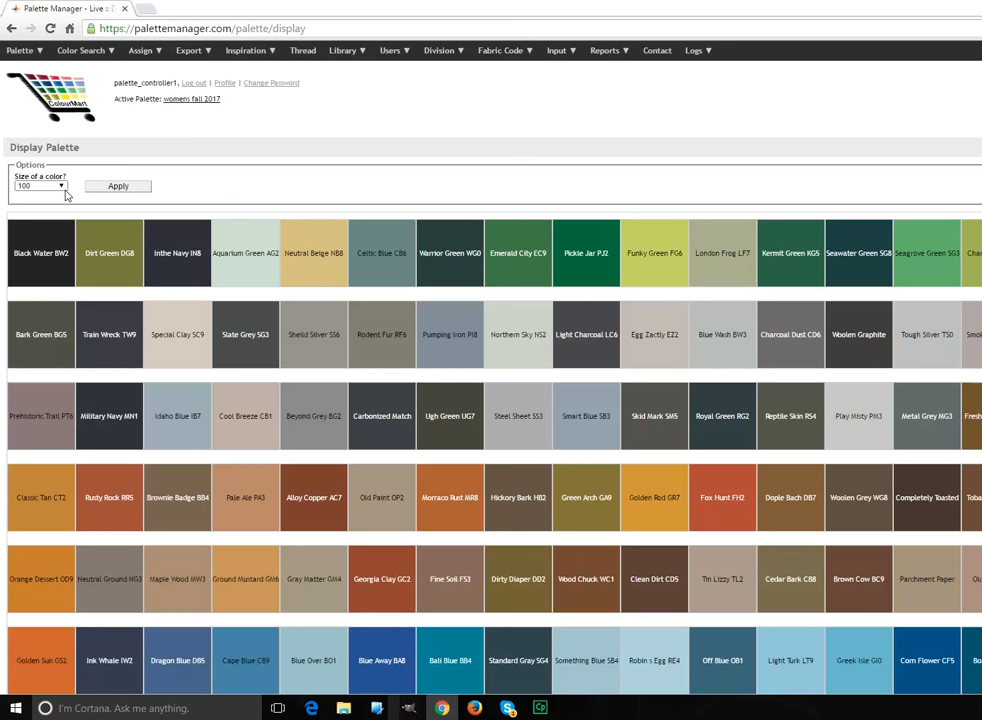 Palette Manager - Live :: D
https://palettemanager.com/palette/display
Palette ▼ Color Search ▼ Assign ▼ Export ▼ Inspiration ▼ Thread Library ▼ Users ▼ Division ▼ Fabric Code ▼ Input ▼ Reports ▼ Contact Logs ▼
ColourMart
palette_controller1, Log out | Profile | Change Password
Active Palette: womens fall 2017
Display Palette
Options
Size of a color?
100
Apply
Black Water BW2 Dirt Green DG8 Inthe Navy IN8 Aquarium Green AG2 Neutral Beige NB8 Celtic Blue CB6 Warrior Green WG0 Emerald City EC9 Pickle Jar PJ2 Funky Green FG6 London Frog LF7 Kermit Green KG5 Seawater Green SG8 Seagrove Green SG3 Cha
Bark Green BG5 Train Wreck TW9 Special Clay SC9 Slate Grey SG3 Sheild Silver SS6 Rodent Fur RF6 Pumping Iron PI8 Northern Sky NS2 Light Charcoal LC6 Egg Zactly EZ2 Blue Wash BW3 Charcoal Dust CD6 Woolen Graphite Tough Silver TS0 Smo
Prehistoric Trail PT6 Military Navy MN1 Idaho Blue IB7 Cool Breeze CB1 Beyond Grey BG2 Carbonized Match Ugh Green UG7 Steel Sheet SS3 Smart Blue SB3 Skid Mark SM5 Royal Green RG2 Reptile Skin RS4 Play Misty PM3 Metal Grey MG3 Fresh
Classic Tan CT2 Rusty Rock RR5 Brownie Badge BB4 Pale Ale PA3 Alloy Copper AC7 Old Paint OP2 Morraco Rust MR8 Hickory Bark HB2 Green Arch GA9 Golden Rod GR7 Fox Hunt FH2 Dople Bach DB7 Woolen Grey WG8 Completely Toasted Toba
Orange Dessert OD9 Neutral Ground NG3 Maple Wood MW3 Ground Mustard GM6 Gray Matter GM4 Georgia Clay GC2 Fine Soil FS3 Dirty Diaper DD2 Wood Chuck WC1 Clean Dirt CD5 Tin Lizzy TL2 Cedar Bark CB8 Brown Cow BC9 Parchment Paper Old
Golden Sun GS2 Ink Whale IW2 Dragon Blue DB5 Cape Blue CB9 Blue Over BO1 Blue Away BA8 Bali Blue BB4 Standard Gray SG4 Something Blue SB4 Robin s Egg RE4 Off Blue OB1 Light Turk LT9 Greek Isle GI0 Corn Flower CF5 Bo
I'm Cortana. Ask me anything.